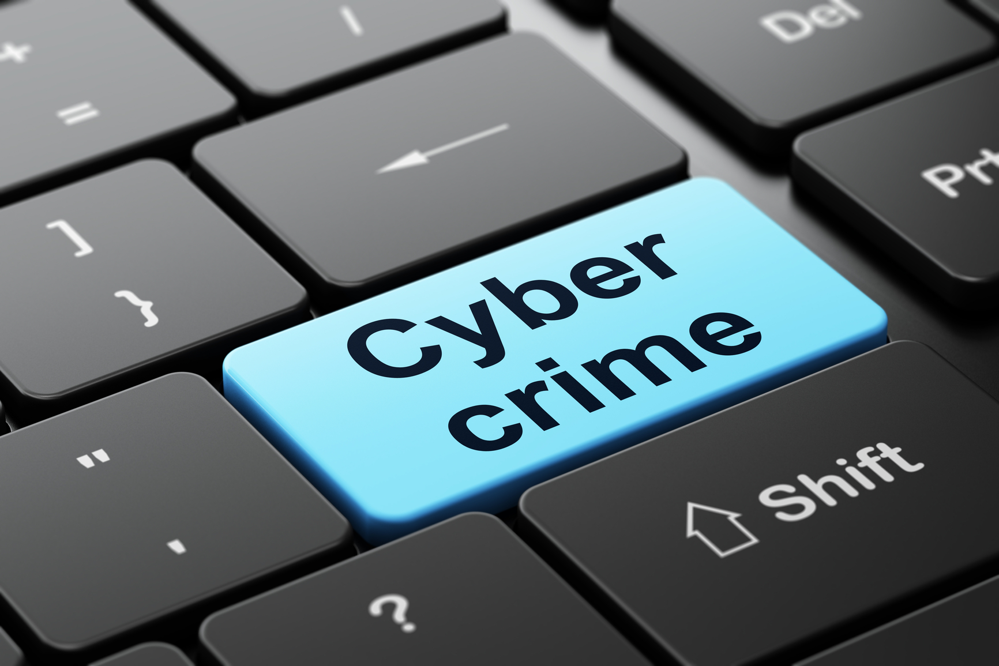 +
=
\
Del
Prt
]
}
Cyber
crime
"
'
Shift
?